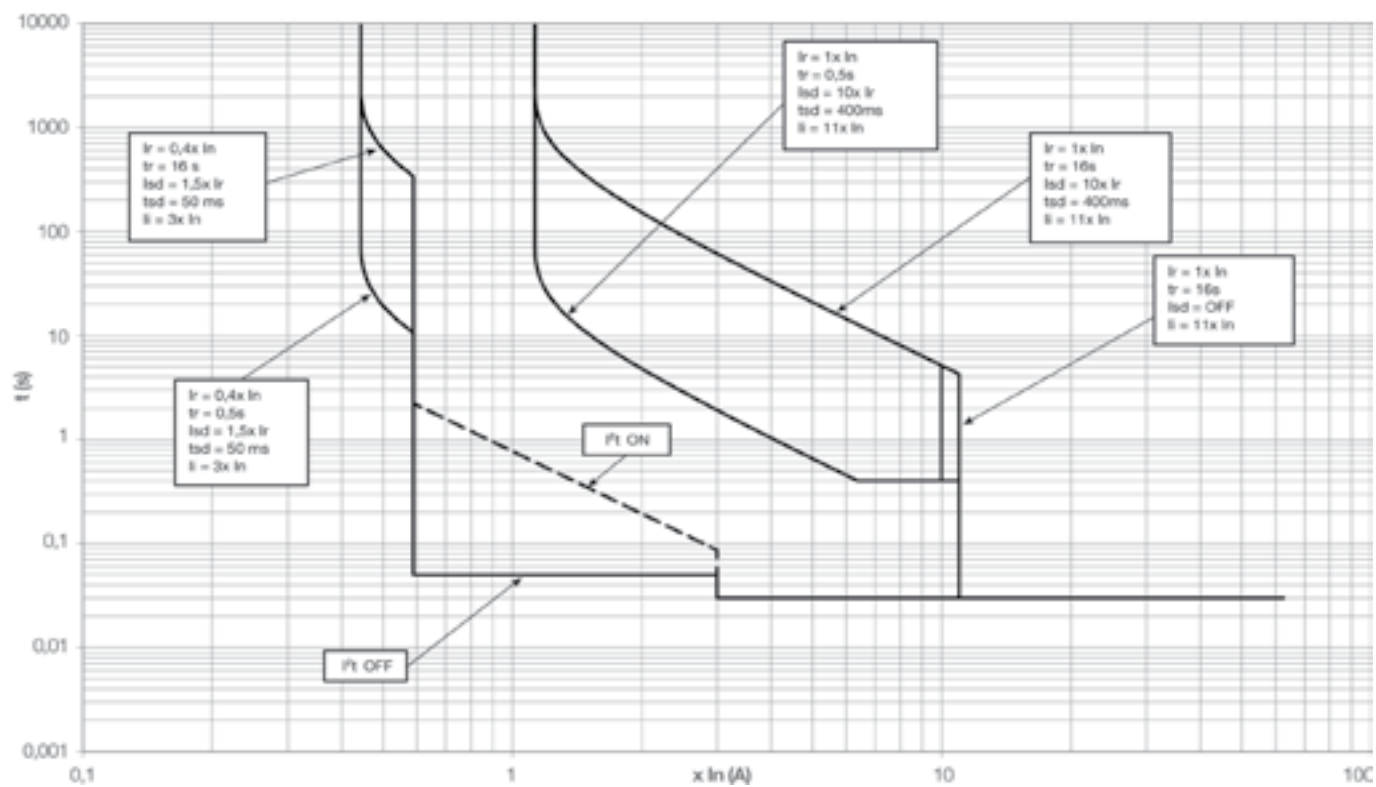 10000
1000
100
10
1
0,1
0,01
0,001
t (s)
Ir = 0,4x In
tr = 16 s
Isd = 1,5x Ir
tsd = 50 ms
Ii = 3x In
Ir = 0,4x In
tr = 0,5s
Isd = 1,5x Ir
tsd = 50 ms
Ii = 3x In
Ir = 1x In
tr = 0,5s
Isd = 10x Ir
tsd = 400ms
Ii = 11x In
Ir = 1x In
tr = 16s
Isd = 10x Ir
tsd = 400ms
Ii = 11x In
Ir = 1x In
tr = 16s
Isd = OFF
Ii = 11x In
I²t ON
I²t OFF
0,1
1
x In (A)
10
100